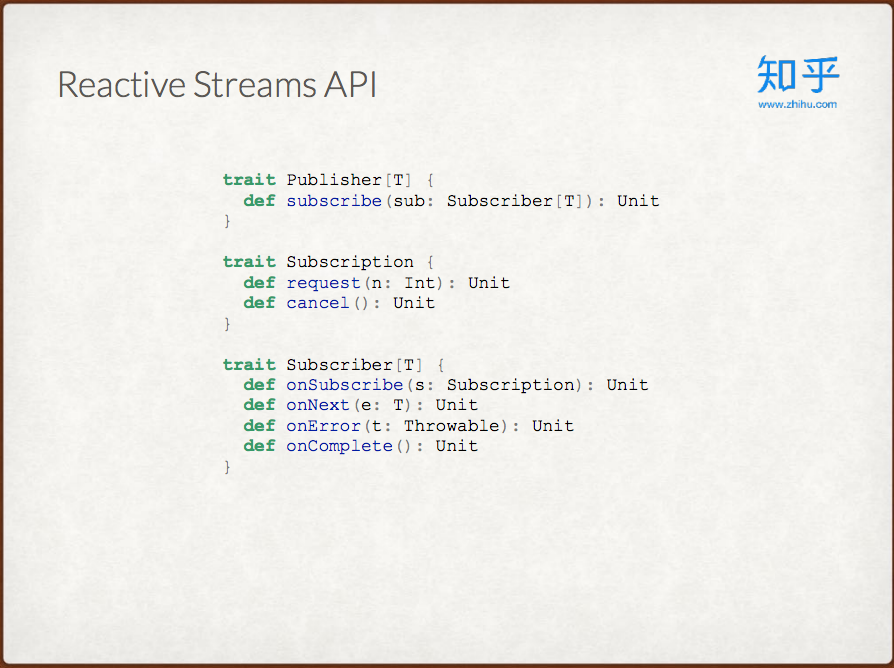 Reactive Streams API
知乎
www.zhihu.com
trait Publisher[T] {
  def subscribe(sub: Subscriber[T]): Unit
}
trait Subscription {
  def request(n: Int): Unit
  def cancel(): Unit
}
trait Subscriber[T] {
  def onSubscribe(s: Subscription): Unit
  def onNext(e: T): Unit
  def onError(t: Throwable): Unit
  def onComplete(): Unit
}